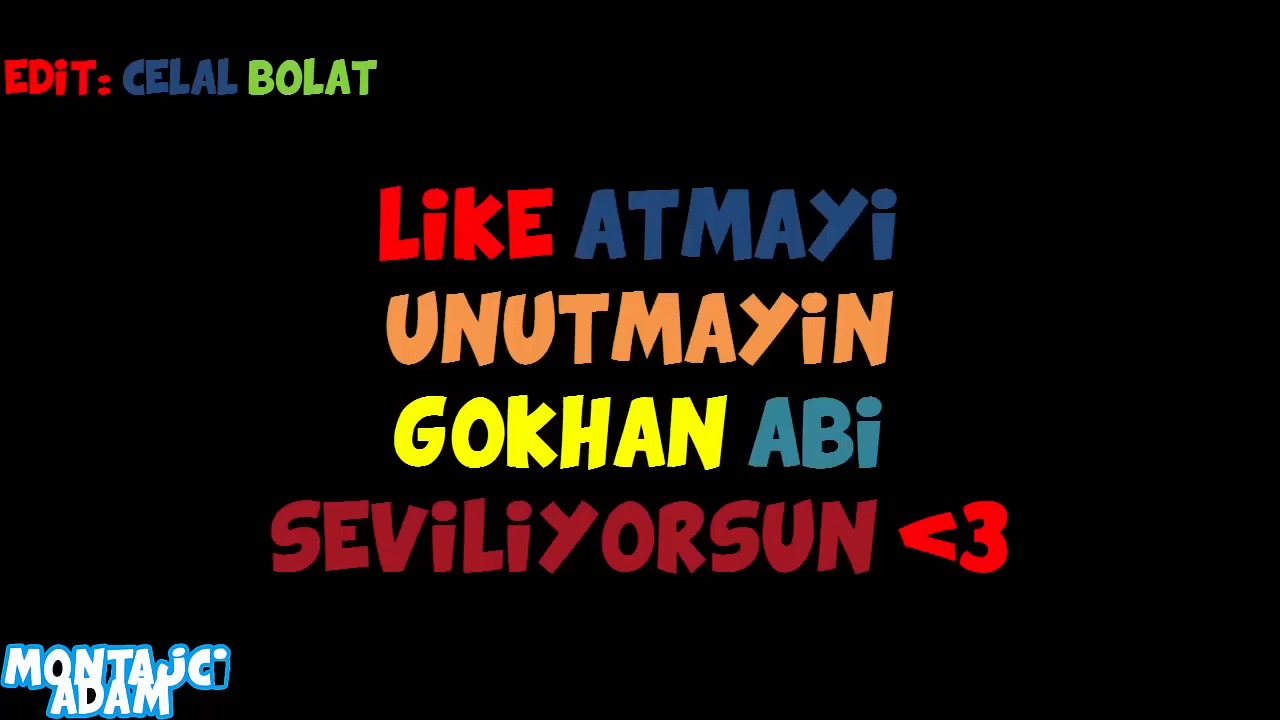 EDiT: CELAL BOLAT
LiKE ATMAYi
UNUTMAYiN
GOKHAN ABi
SEViLiYORSUN <3
MONTAJCi
ADAM